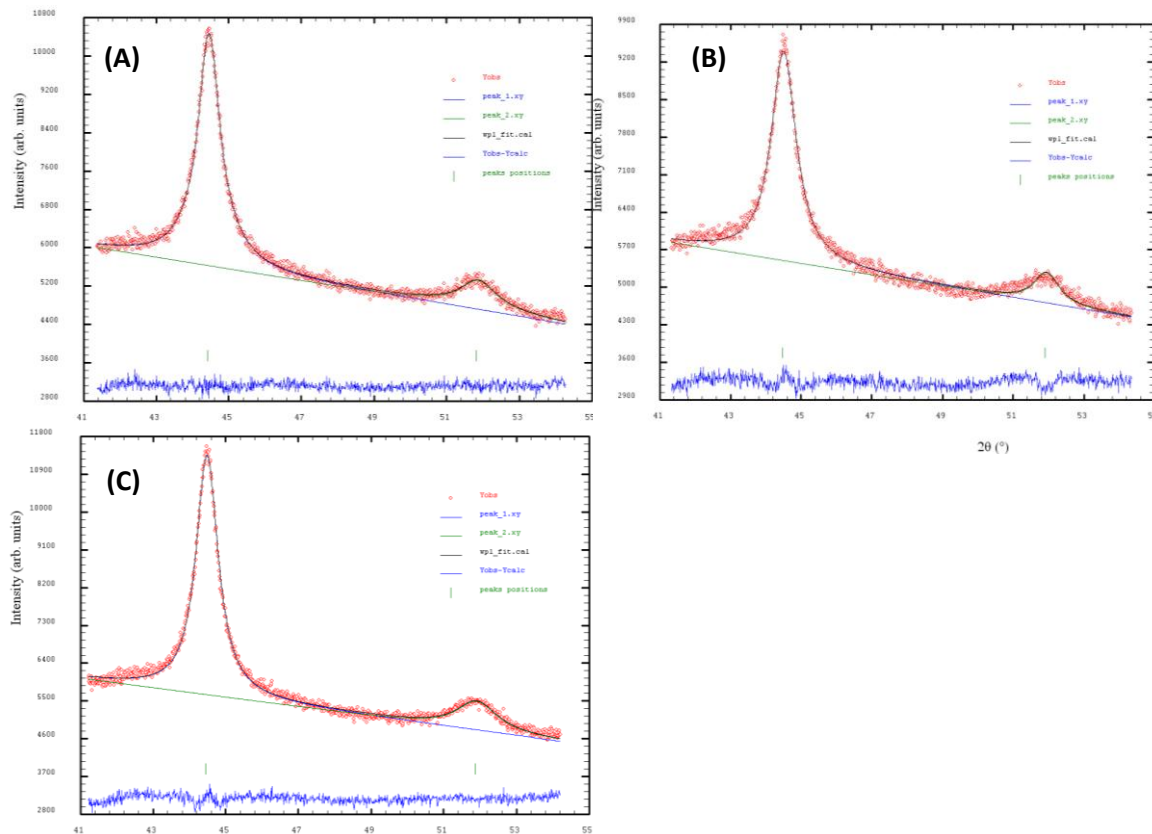 (A)
Intensity (arb. units)
10800
10000
9200
8400
7600
6800
6000
5200
4400
3600
2800
41 43 45 47 49 51 53 55
Yobs
peak_1.xy
peak_2.xy
wpl_fit.cal
Yobs-Ycalc
peaks positions
(B)
Intensity (arb. units)
9900
9200
8500
7800
7100
6400
5700
5000
4300
3600
2900
41 43 45 47 49 51 53
2θ (°)
Yobs
peak_1.xy
peak_2.xy
wpl_fit.cal
Yobs-Ycalc
peaks positions
(C)
Intensity (arb. units)
11800
10900
10000
9100
8200
7300
6400
5500
4600
3700
2800
41 43 45 47 49 51 53 55
Yobs
peak_1.xy
peak_2.xy
wpl_fit.cal
Yobs-Ycalc
peaks positions